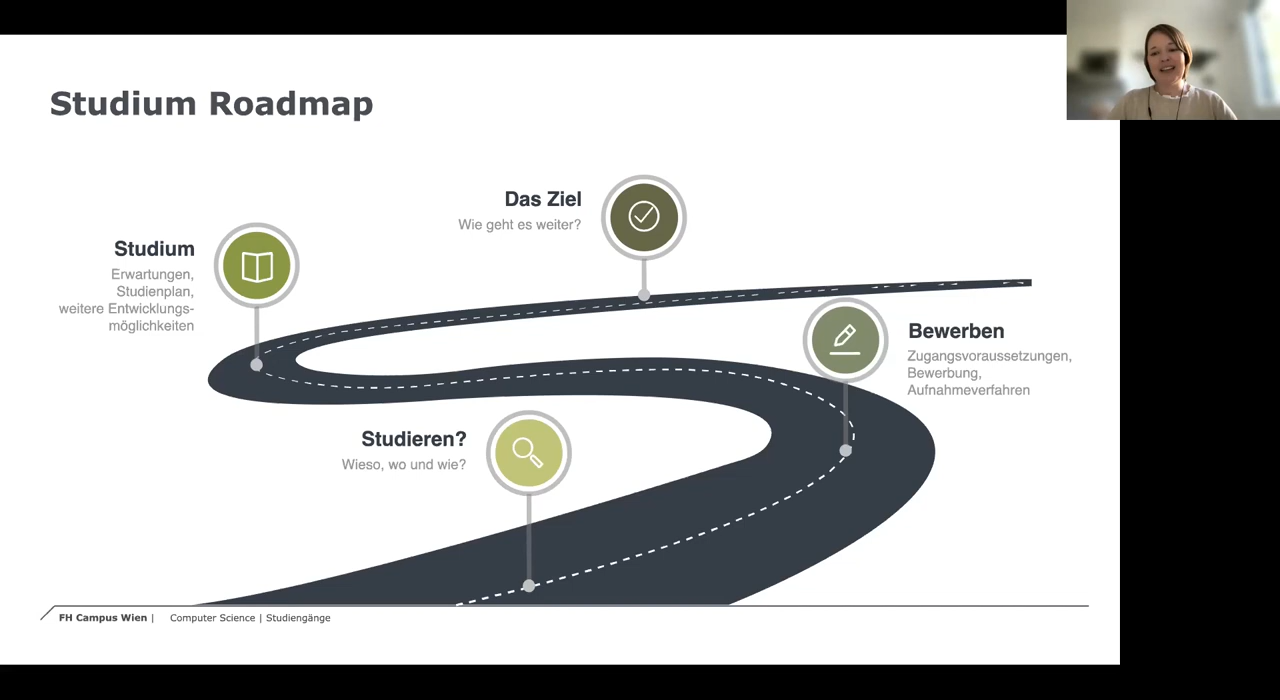 Studium Roadmap
Das Ziel
Wie geht es weiter?
Studium
Erwartungen,
Studienplan,
weitere Entwicklungs-
möglichkeiten
Bewerben
Zugangsvoraussetzungen,
Bewerbung,
Aufnahmeverfahren
Studieren?
Wieso, wo und wie?
FH Campus Wien | Computer Science | Studiengänge